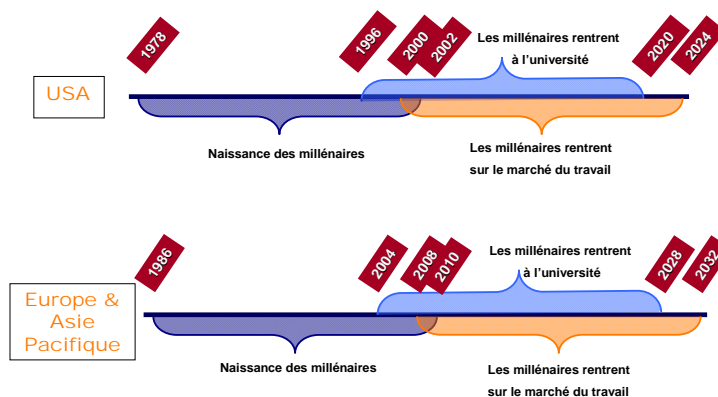 1978
1996
2000
2002
Les millénaires rentrent
à l'université
2020
2024
USA
Naissance des millénaires
Les millénaires rentrent
sur le marché du travail
1986
2004
2008
2010
Les millénaires rentrent
à l'université
2028
2032
Europe &
Asie
Pacifique
Naissance des millénaires
Les millénaires rentrent
sur le marché du travail